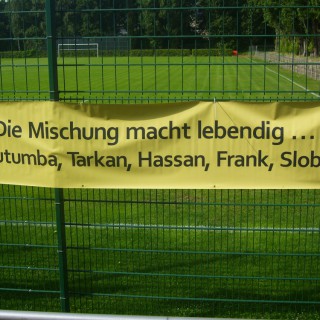 Die Mischung macht lebendig ...
utumba, Tarkan, Hassan, Frank, Slob